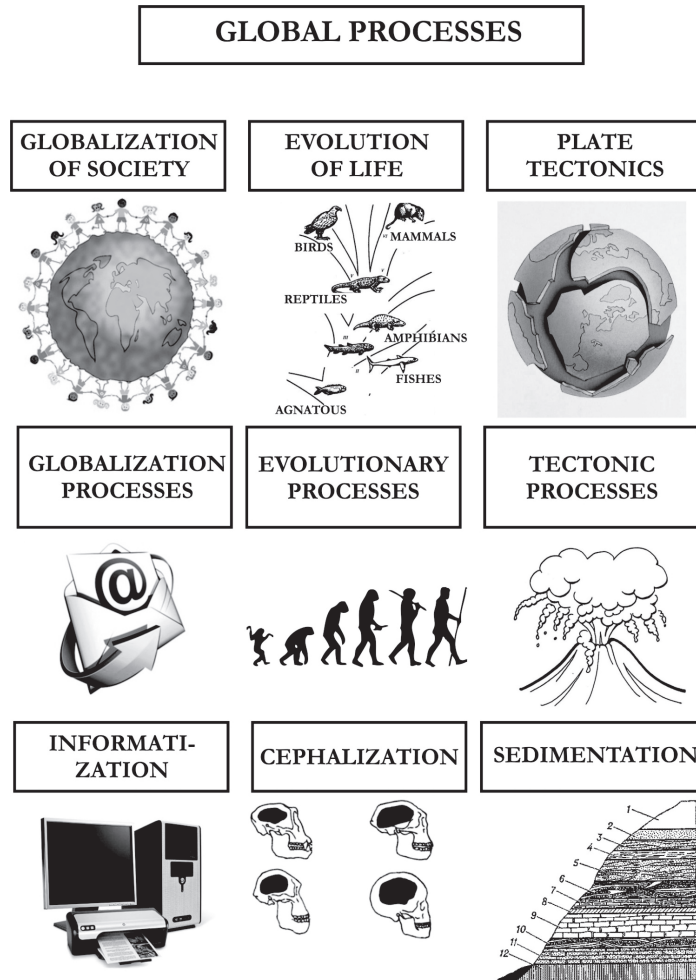 GLOBAL PROCESSES
GLOBALIZATION
OF SOCIETY
EVOLUTION
OF LIFE
PLATE
TECTONICS
BIRDS
MAMMALS
REPTILES
AMPHIBIANS
FISHES
AGNATOUS
GLOBALIZATION
PROCESSES
EVOLUTIONARY
PROCESSES
TECTONIC
PROCESSES
@
INFORMATI-
ZATION
CEPHALIZATION
SEDIMENTATION
1
2
3
4
5
6
7
8
9
10
11
12